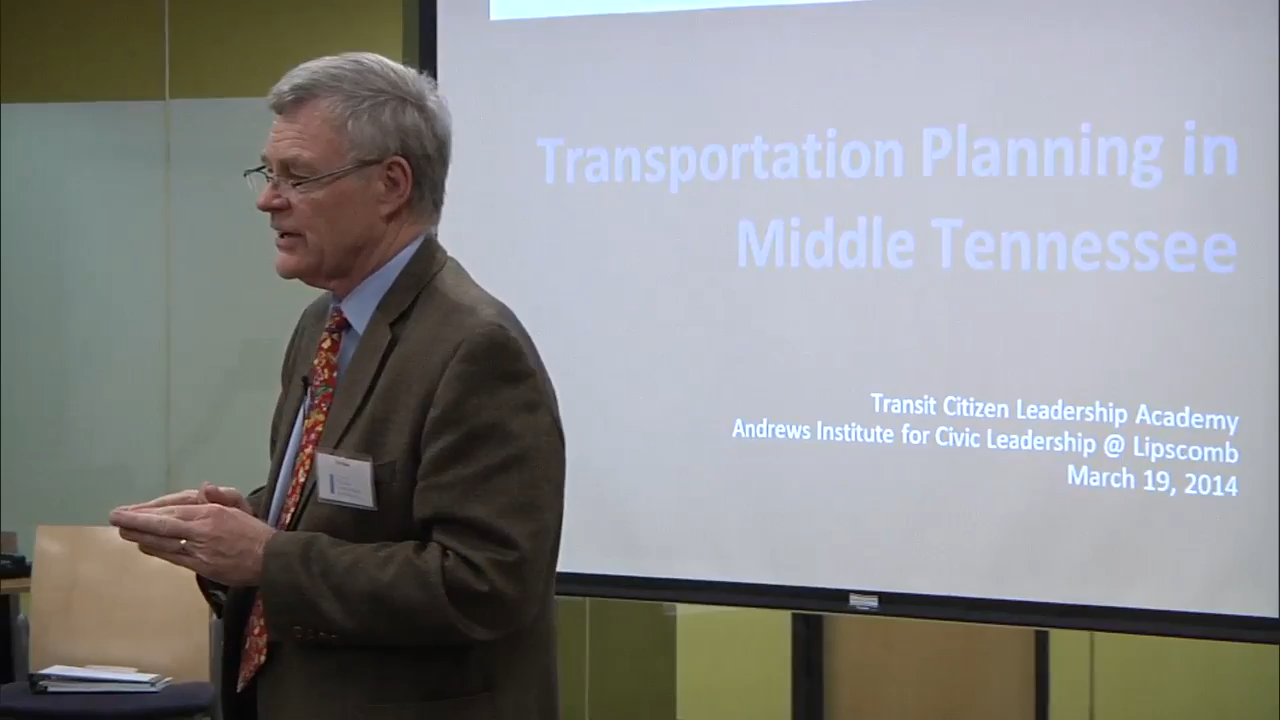 Transportation Planning in
Middle Tennessee
Transit Citizen Leadership Academy
Andrews Institute for Civic Leadership @ Lipscomb
March 19, 2014